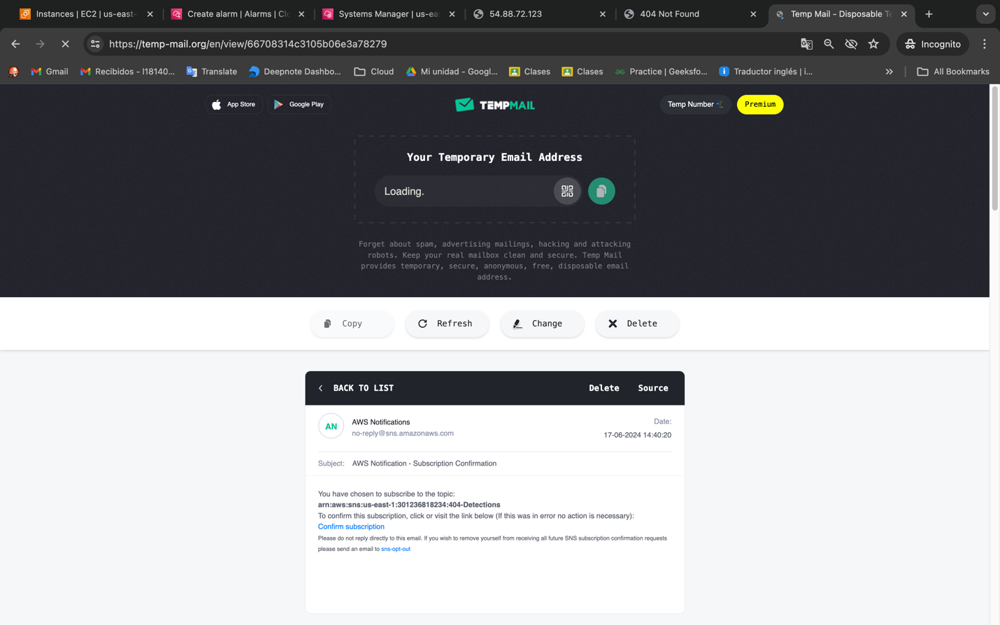 Instances | EC2 | us-east-
Create alarm | Alarms | Clo
Systems Manager | us-eas
54.88.72.123
404 Not Found
Temp Mail - Disposable Te
https://temp-mail.org/en/view/66708314c3105b06e3a78279
Incognito
Gmail
Recibidos - l18140...
Translate
Deepnote Dashbo...
Cloud
Mi unidad - Googl...
Clases
Clases
Practice | Geeksfo...
Traductor inglés | i...
All Bookmarks
App Store
Google Play
TEMPMAIL
Temp Number
Premium
Your Temporary Email Address
Loading.
Forget about spam, advertising mailings, hacking and attacking
robots. Keep your real mailbox clean and secure. Temp Mail
provides temporary, secure, anonymous, free, disposable email
address.
Copy
Refresh
Change
Delete
BACK TO LIST
Delete
Source
AN
AWS Notifications
no-reply@sns.amazonaws.com
Date:
17-06-2024 14:40:20
Subject: AWS Notification - Subscription Confirmation
You have chosen to subscribe to the topic:
arn:aws:sns:us-east-1:301236818234:404-Detections
To confirm this subscription, click or visit the link below (If this was in error no action is necessary):
Confirm subscription
Please do not reply directly to this email. If you wish to remove yourself from receiving all future SNS subscription confirmation requests
please send an email to sns-opt-out